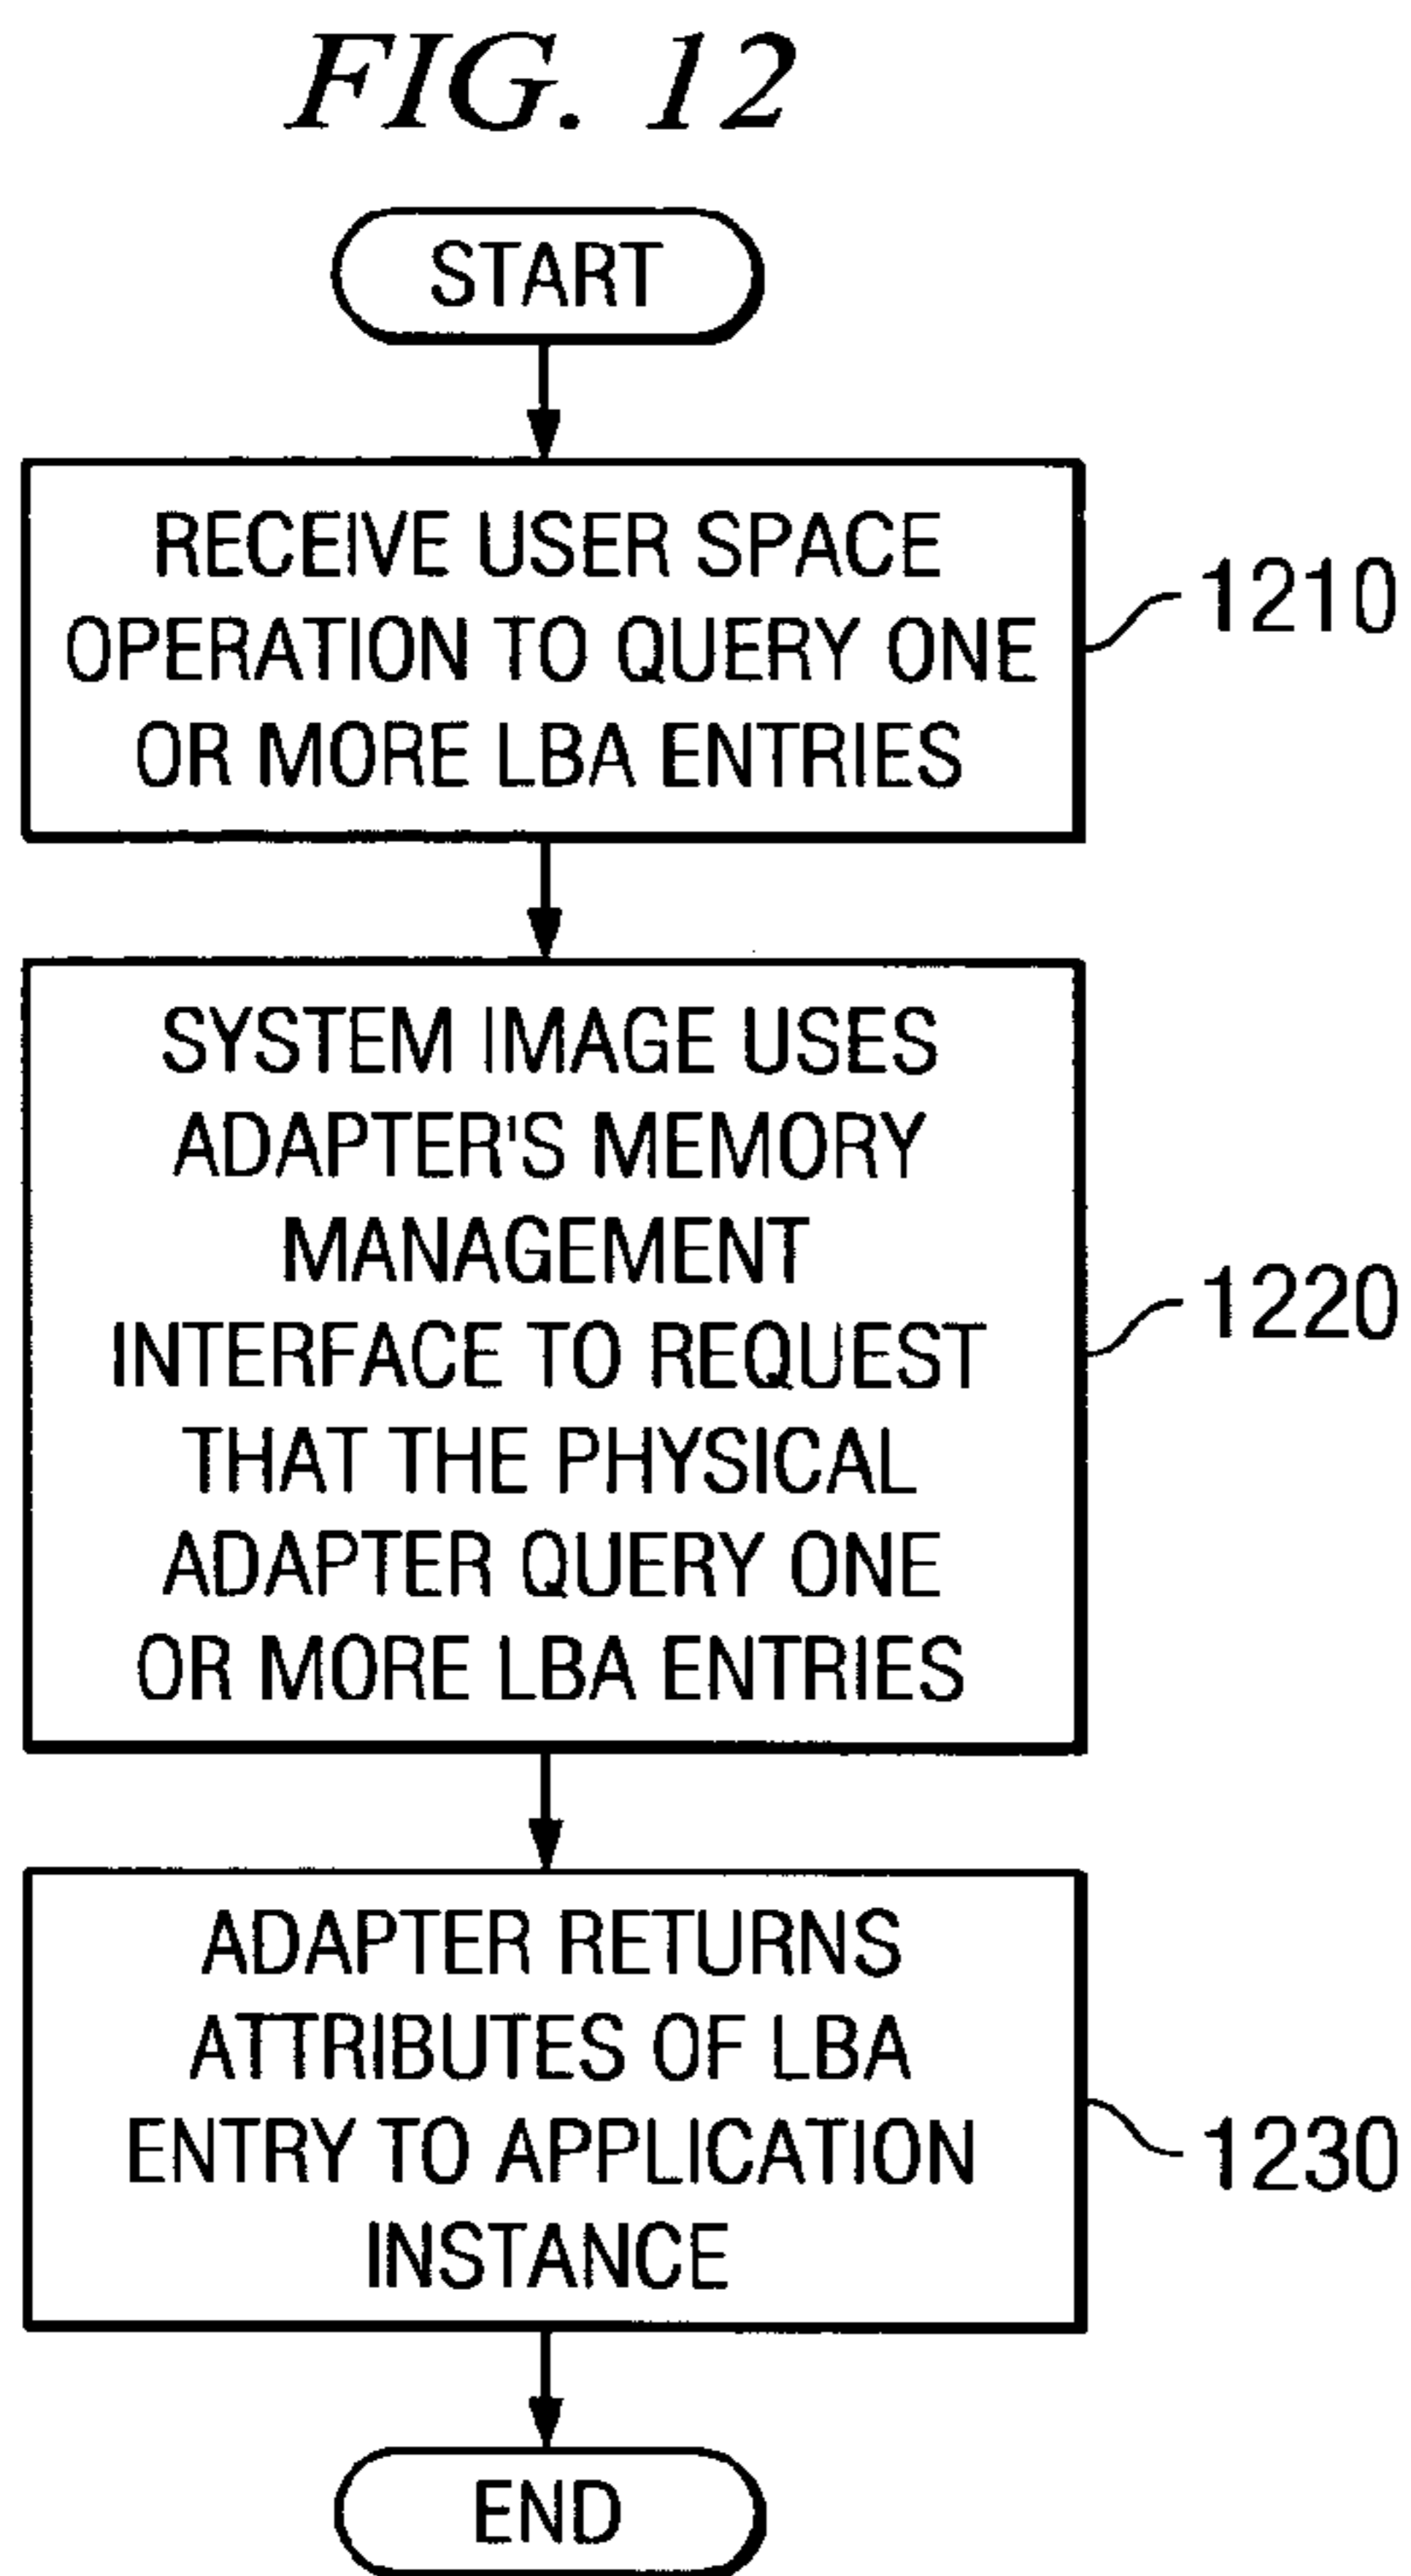 FIG. 12
START
RECEIVE USER SPACE
OPERATION TO QUERY ONE
OR MORE LBA ENTRIES
1210
SYSTEM IMAGE USES
ADAPTER'S MEMORY
MANAGEMENT
INTERFACE TO REQUEST
THAT THE PHYSICAL
ADAPTER QUERY ONE
OR MORE LBA ENTRIES
1220
ADAPTER RETURNS
ATTRIBUTES OF LBA
ENTRY TO APPLICATION
INSTANCE
1230
END